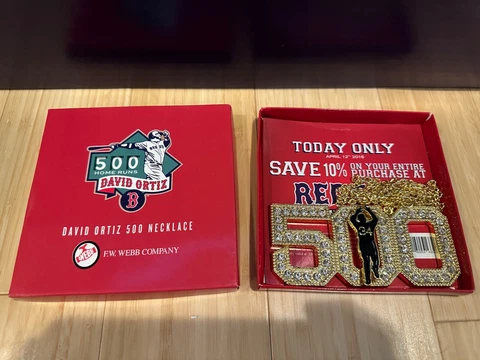 500
HOME RUNS
DAVID ORTIZ
B
DAVID ORTIZ 500 NECKLACE
WEBB
F.W. WEBB COMPANY
TODAY ONLY
APRIL 12TH 2016
SAVE 10% ON YOUR ENTIRE
PURCHASE AT
500
34